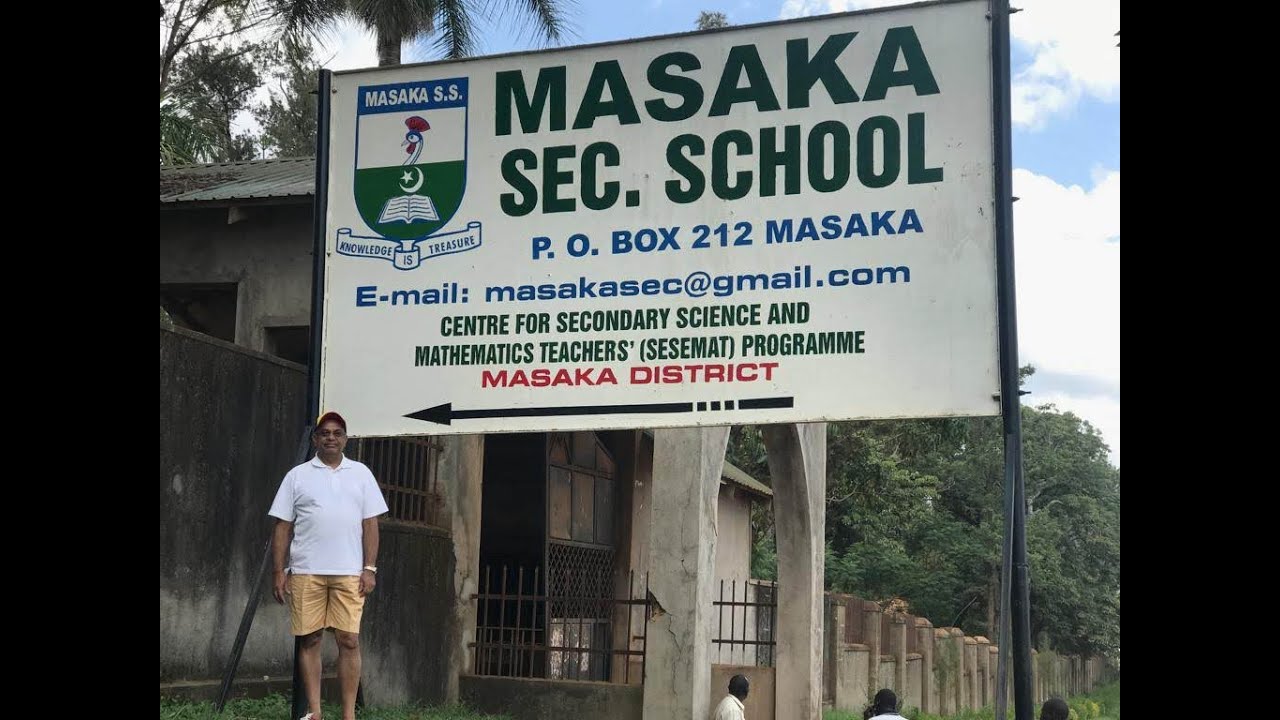 MASAKA S.S.
KNOWLEDGE IS TREASURE
MASAKA
SEC. SCHOOL
P. O. BOX 212 MASAKA
E-mail: masakasec@gmail.com
CENTRE FOR SECONDARY SCIENCE AND
MATHEMATICS TEACHERS' (SESEMAT) PROGRAMME
MASAKA DISTRICT